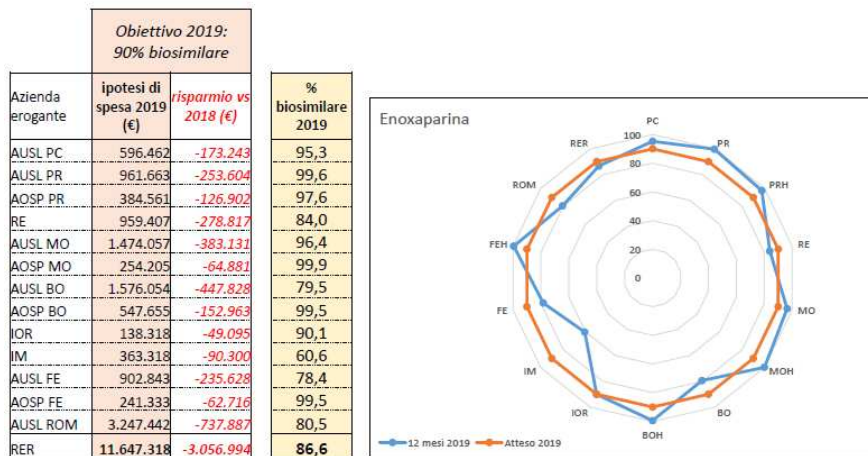 Obiettivo 2019:
90% biosimilare
Azienda erogante | ipotesi di spesa 2019 (€) | risparmio vs 2018 (€) | % biosimilare 2019
AUSL PC | 596.462 | -173.243 | 95,3
AUSL PR | 961.663 | -253.604 | 99,6
AOSP PR | 384.561 | -126.902 | 97,6
RE | 959.407 | -278.817 | 84,0
AUSL MO | 1.474.057 | -383.131 | 96,4
AOSP MO | 254.205 | -64.881 | 99,9
AUSL BO | 1.576.054 | -447.828 | 79,5
AOSP BO | 547.655 | -152.963 | 99,5
IOR | 138.318 | -49.095 | 90,1
IM | 363.318 | -90.300 | 60,6
AUSL FE | 902.843 | -235.628 | 78,4
AOSP FE | 241.333 | -62.716 | 99,5
AUSL ROM | 3.247.442 | -737.887 | 80,5
RER | 11.647.318 | -3.056.994 | 86,6
Enoxaparina
PC
PR
PRH
RE
MO
MOH
BO
BOH
IOR
IM
FE
FEH
ROM
RER
100
80
60
40
20
0
12 mesi 2019
Atteso 2019